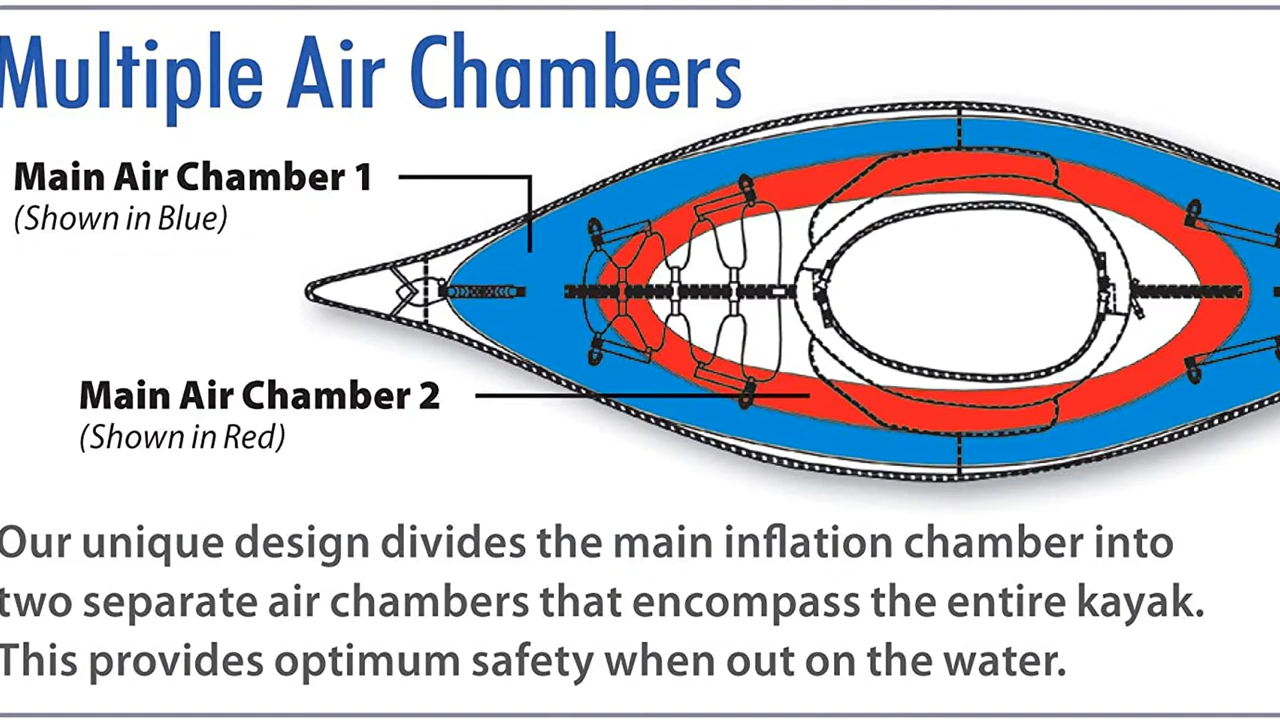 Multiple Air Chambers
Main Air Chamber 1
(Shown in Blue)
Main Air Chamber 2
(Shown in Red)
Our unique design divides the main inflation chamber into
two separate air chambers that encompass the entire kayak.
This provides optimum safety when out on the water.